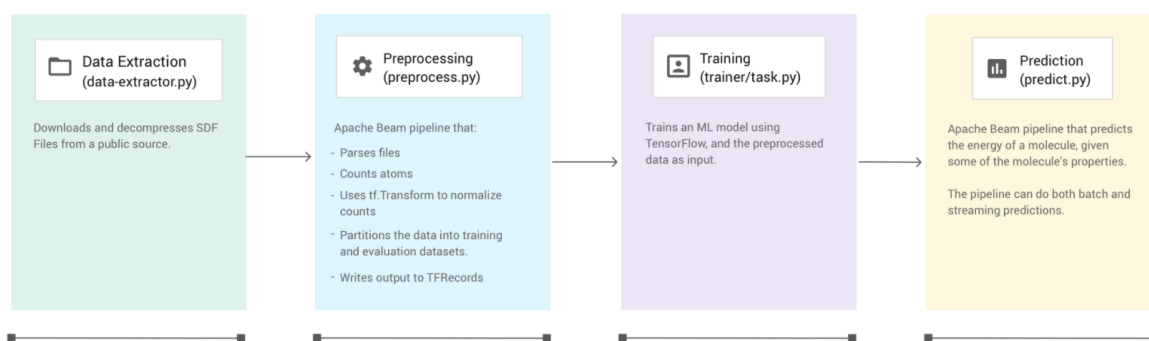 Data Extraction
(data-extractor.py)
Downloads and decompresses SDF
Files from a public source.
Preprocessing
(preprocess.py)
Apache Beam pipeline that:
- Parses files
- Counts atoms
- Uses tf.Transform to normalize
counts
- Partitions the data into training
and evaluation datasets.
- Writes output to TFRecords
Training
(trainer/task.py)
Trains an ML model using
TensorFlow, and the preprocessed
data as input.
Prediction
(predict.py)
Apache Beam pipeline that predicts
the energy of a molecule, given
some of the molecule's properties.
The pipeline can do both batch and
streaming predictions.